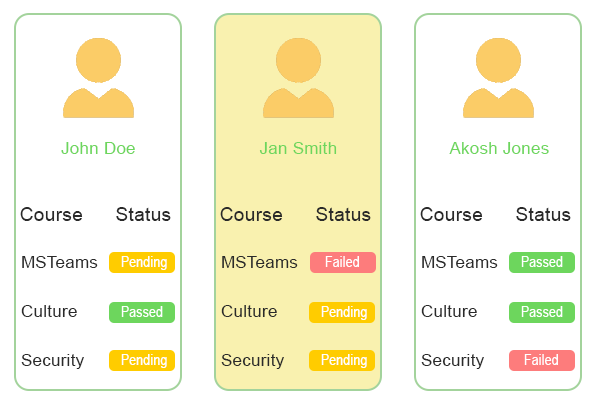 John Doe
Course Status
MSTeams Pending
Culture Passed
Security Pending
Jan Smith
Course Status
MSTeams Failed
Culture Pending
Security Pending
Akosh Jones
Course Status
MSTeams Passed
Culture Passed
Security Failed